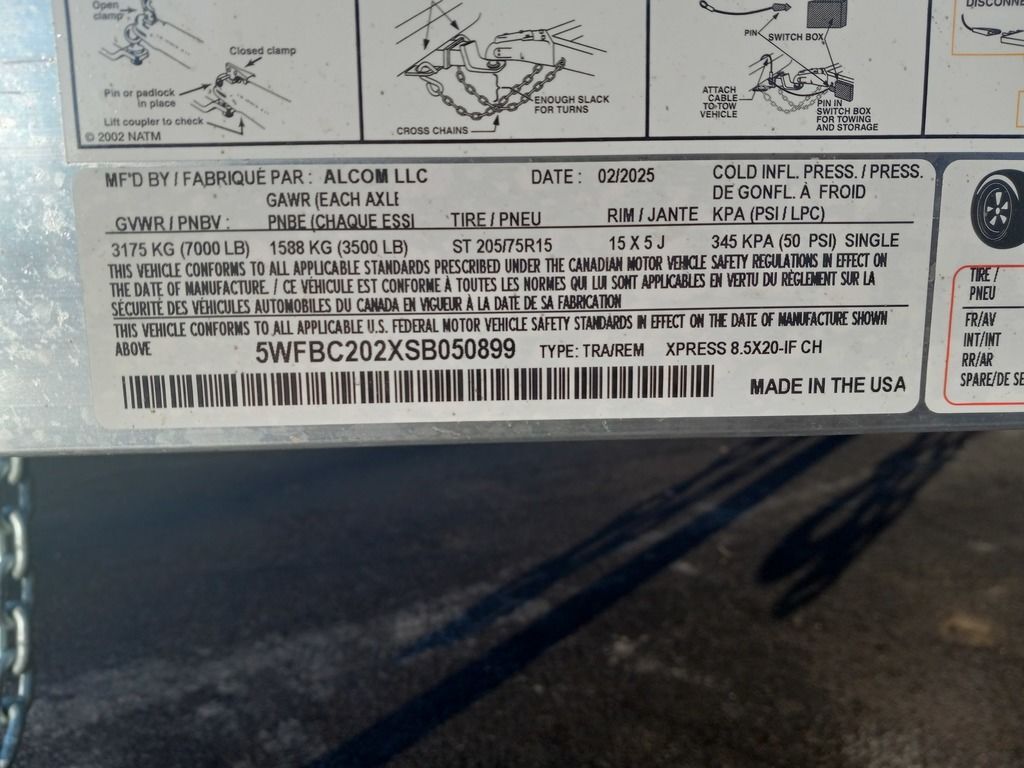 Open
clamp
Closed clamp
Pin or padlock
in place
Lift coupler to check
© 2002 NATM
ENOUGH SLACK
FOR TURNS
CROSS CHAINS
PIN
SWITCH BOX
ATTACH
CABLE
TO-TOW
VEHICLE
PIN IN
SWITCH BOX
FOR TOWING
AND STORAGE
MF'D BY / FABRIQUÉ PAR : ALCOM LLC DATE : 02/2025 COLD INFL. PRESS. / PRESS.
DE GONFL. À FROID
GAWR (EACH AXLE
GVWR / PNBV : PNBE (CHAQUE ESSI TIRE / PNEU RIM / JANTE KPA (PSI / LPC)
3175 KG (7000 LB) 1588 KG (3500 LB) ST 205/75R15 15 X 5 J 345 KPA (50 PSI) SINGLE
THIS VEHICLE CONFORMS TO ALL APPLICABLE STANDARDS PRESCRIBED UNDER THE CANADIAN MOTOR VEHICLE SAFETY REGULATIONS IN EFFECT ON
THE DATE OF MANUFACTURE. / CE VÉHICULE EST CONFORME À TOUTES LES NORMES QUI LUI SONT APPLICABLES EN VERTU DU RÈGLEMENT SUR LA
SÉCURITÉ DES VÉHICULES AUTOMOBILES DU CANADA EN VIGUEUR À LA DATE DE SA FABRICATION
THIS VEHICLE CONFORMS TO ALL APPLICABLE U.S. FEDERAL MOTOR VEHICLE SAFETY STANDARDS IN EFFECT ON THE DATE OF MANUFACTURE SHOWN
ABOVE 5WFBC202XSB050899 TYPE: TRA/REM XPRESS 8.5X20-IF CH
MADE IN THE USA
TIRE /
PNEU
FR/AV
INT/INT
RR/AR
SPARE/DE SE